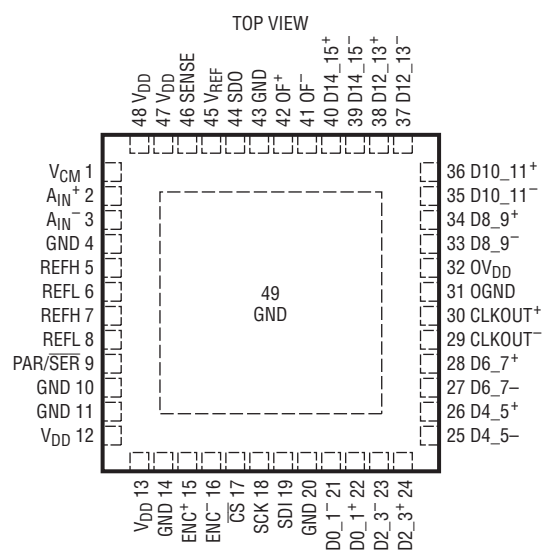 TOP VIEW
48 VDD
47 VDD
46 SENSE
45 VREF
44 SDO
43 GND
42 OF+
41 OF–
40 D14_15+
39 D14_15–
38 D12_13+
37 D12_13–
VCM 1
AIN+ 2
AIN– 3
GND 4
REFH 5
REFL 6
REFH 7
REFL 8
PAR/S̅E̅R̅ 9
GND 10
GND 11
VDD 12
49
GND
36 D10_11+
35 D10_11–
34 D8_9+
33 D8_9–
32 OVDD
31 OGND
30 CLKOUT+
29 CLKOUT–
28 D6_7+
27 D6_7–
26 D4_5+
25 D4_5–
VDD 13
GND 14
ENC+ 15
ENC– 16
C̅S̅ 17
SCK 18
SDI 19
GND 20
D0_1– 21
D0_1+ 22
D2_3– 23
D2_3+ 24